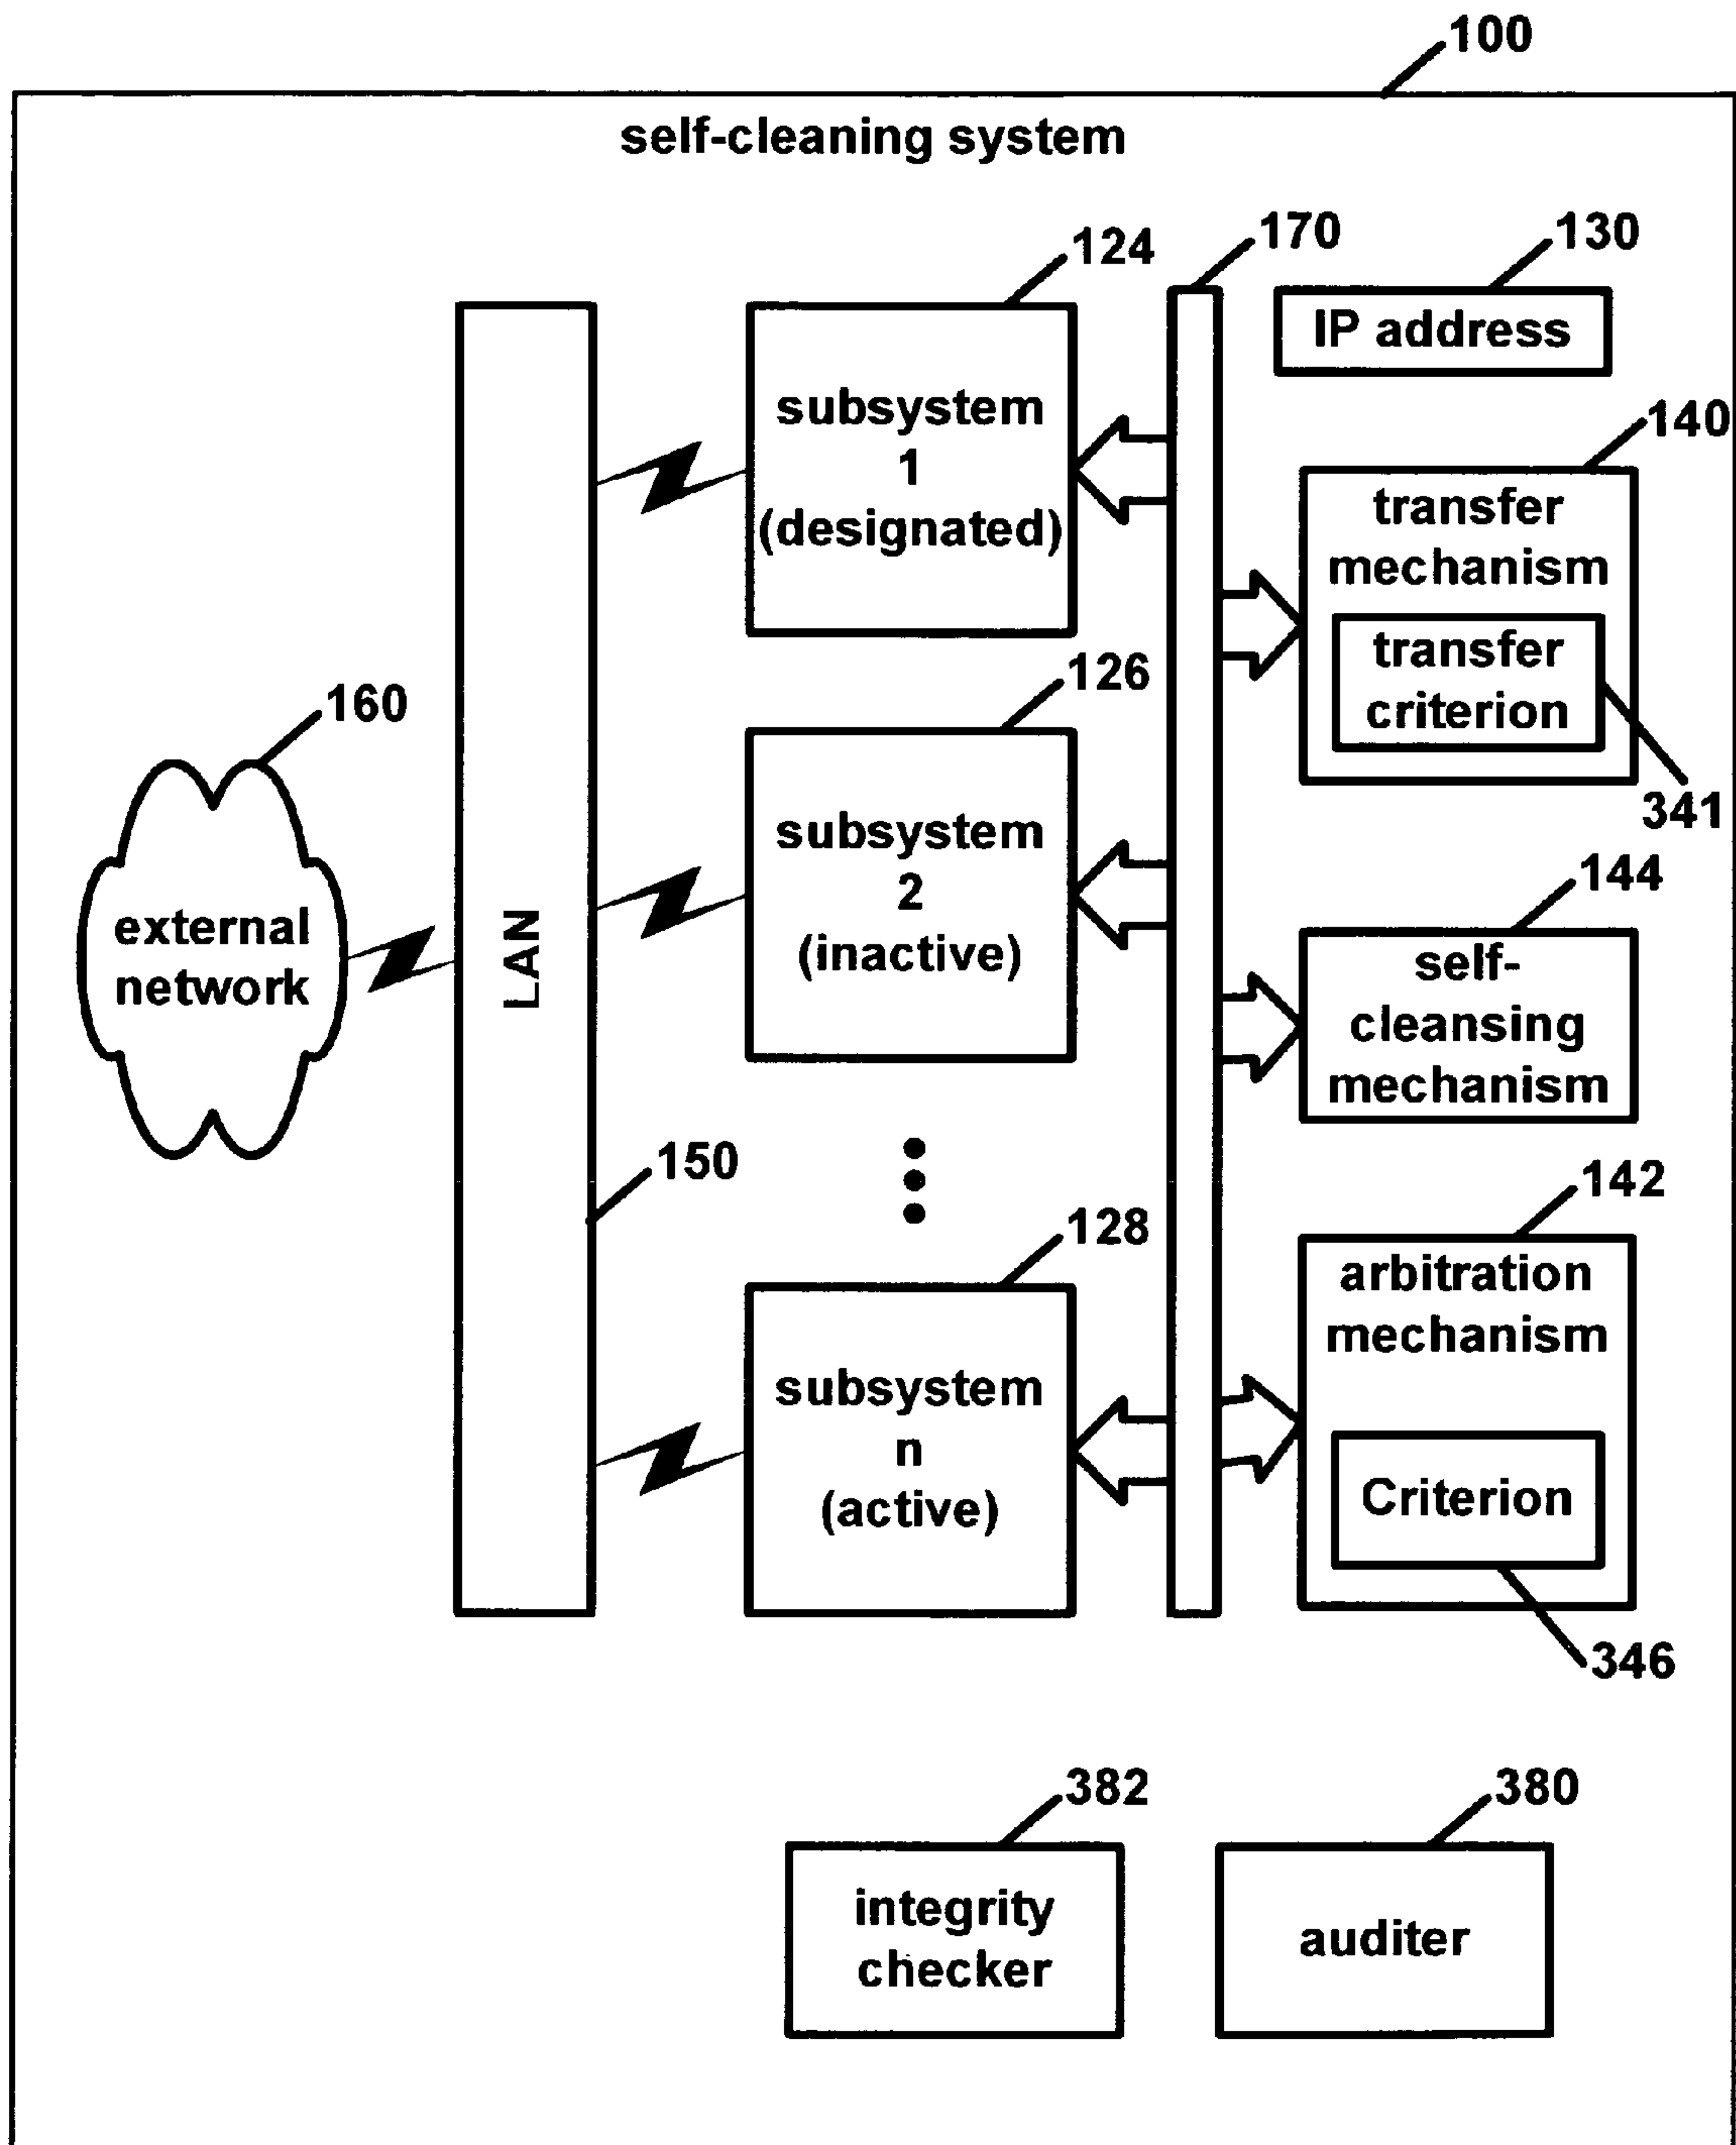 100
self-cleaning system
124
170
130
IP address
subsystem
1
(designated)
140
transfer
mechanism
transfer
criterion
341
160
126
external
network
LAN
subsystem
2
(inactive)
144
self-
cleansing
mechanism
150
128
subsystem
n
(active)
142
arbitration
mechanism
Criterion
346
382
380
integrity
checker
auditer